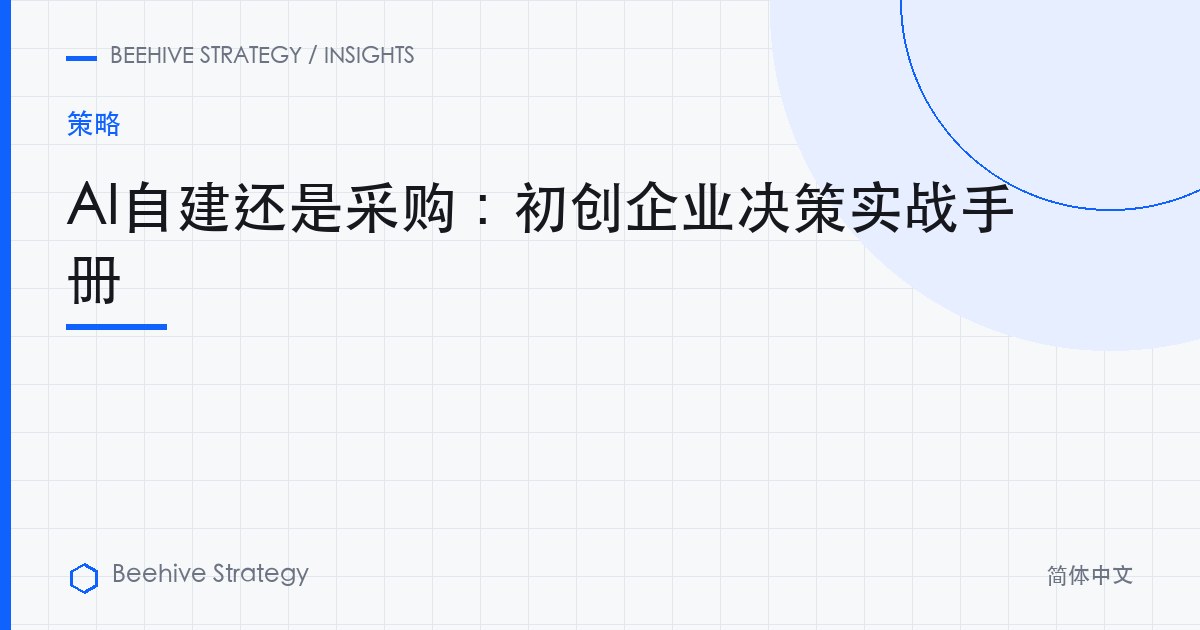 BEEHIVE STRATEGY / INSIGHTS
策略
AI自建还是采购：初创企业决策实战手
册
Beehive Strategy
简体中文